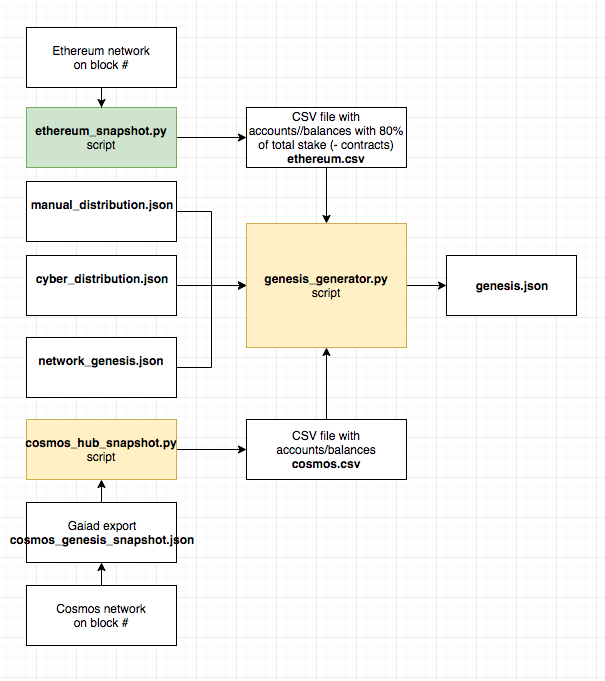 Ethereum network
on block #
ethereum_snapshot.py
script
CSV file with
accounts//balances with 80%
of total stake (- contracts)
ethereum.csv
manual_distribution.json
cyber_distribution.json
genesis_generator.py
script
genesis.json
network_genesis.json
cosmos_hub_snapshot.py
script
CSV file with
accounts/balances
cosmos.csv
Gaiad export
cosmos_genesis_snapshot.json
Cosmos network
on block #